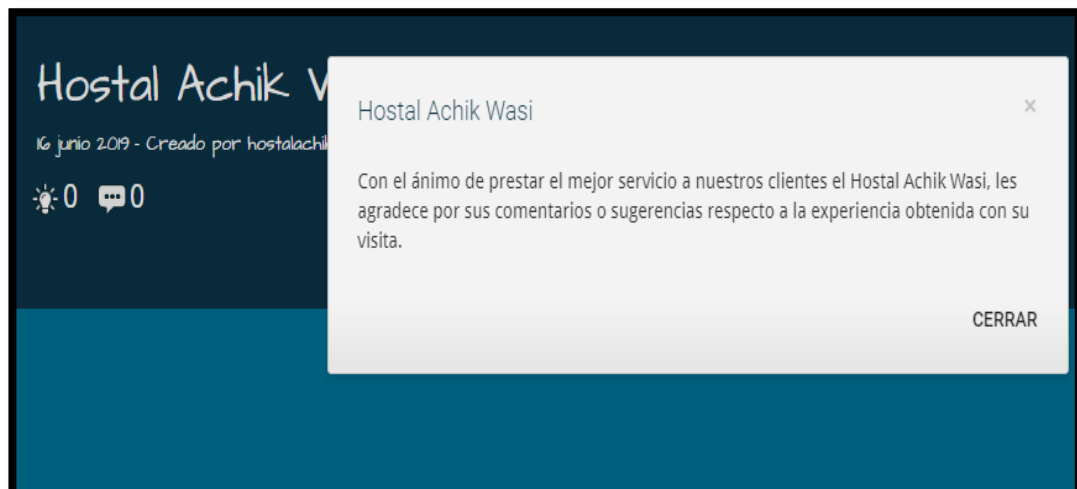 Hostal Achik
16 junio 2019 - Creado por
0 0
Hostal Achik Wasi ×
Con el ánimo de prestar el mejor servicio a nuestros clientes el Hostal Achik Wasi, les
agradece por sus comentarios o sugerencias respecto a la experiencia obtenida con su
visita.
CERRAR